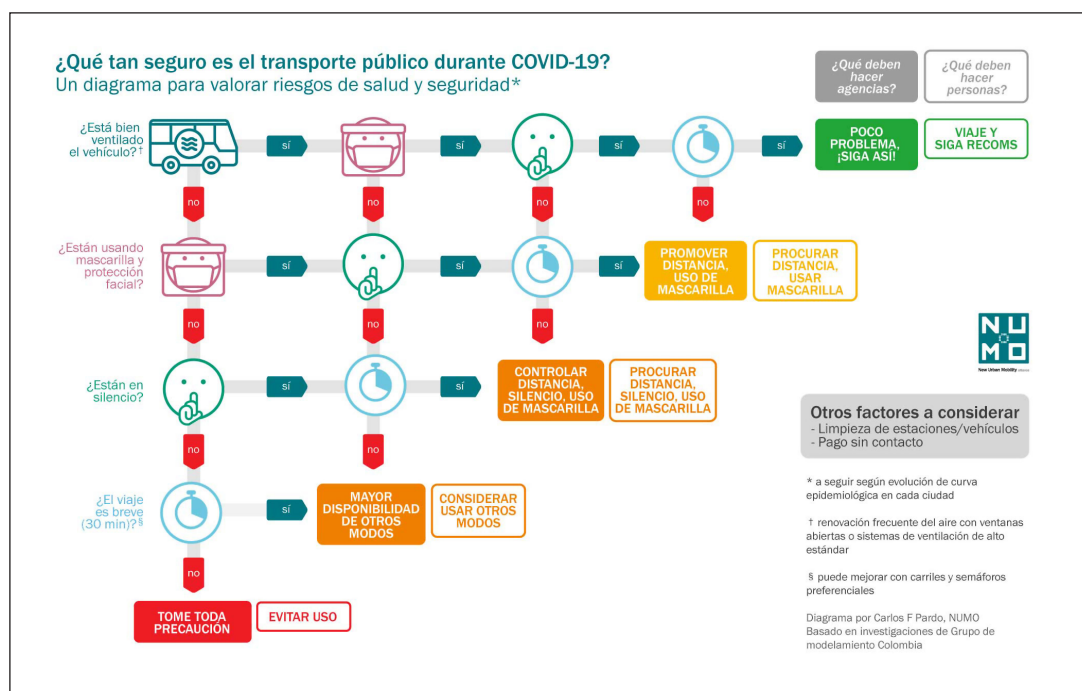 ¿Qué tan seguro es el transporte público durante COVID-19?
Un diagrama para valorar riesgos de salud y seguridad*
¿Qué deben
hacer
agencias?
¿Qué deben
hacer
personas?
¿Está bien
ventilado
el vehículo?†
sí
sí
sí
sí
POCO
PROBLEMA,
¡SIGA ASÍ!
VIAJE Y
SIGA RECOMS
no
no
no
no
¿Están usando
mascarilla y
protección
facial?
sí
sí
sí
PROMOVER
DISTANCIA,
USO DE
MASCARILLA
PROCURAR
DISTANCIA,
USAR
MASCARILLA
no
no
no
¿Están en
silencio?
sí
sí
CONTROLAR
DISTANCIA,
SILENCIO, USO
DE MASCARILLA
PROCURAR
DISTANCIA,
SILENCIO, USO
DE MASCARILLA
no
no
¿El viaje
es breve
(30 min)?§
sí
MAYOR
DISPONIBILIDAD
DE OTROS
MODOS
CONSIDERAR
USAR OTROS
MODOS
no
TOME TODA
PRECAUCIÓN
EVITAR USO
NU
MO
New Urban Mobility alliance
Otros factores a considerar
- Limpieza de estaciones/vehículos
- Pago sin contacto
* a seguir según evolución de curva
epidemiológica en cada ciudad
† renovación frecuente del aire con ventanas
abiertas o sistemas de ventilación de alto
estándar
§ puede mejorar con carriles y semáforos
preferenciales
Diagrama por Carlos F Pardo, NUMO
Basado en investigaciones de Grupo de
modelamiento Colombia